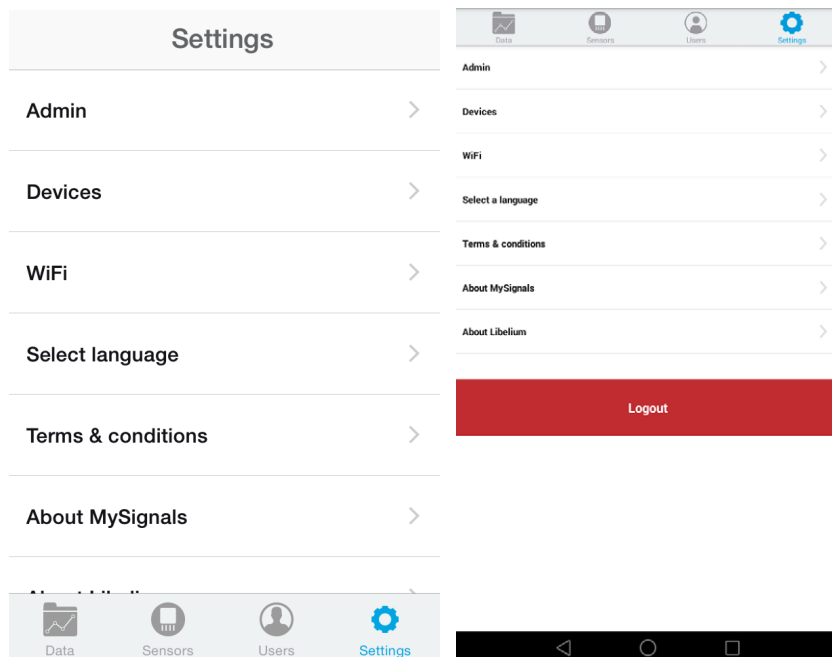 Settings
Admin
Devices
WiFi
Select language
Terms & conditions
About MySignals
Data
Sensors
Users
Settings
Data
Sensors
Users
Settings
Admin
Devices
WiFi
Select a language
Terms & conditions
About MySignals
About Libelium
Logout